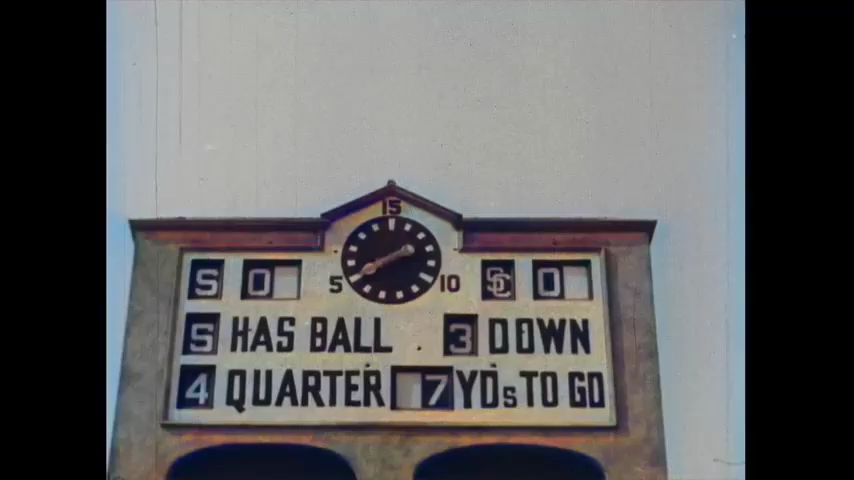 15
5 10
S 0 SC 0
S HAS BALL 3 DOWN
4 QUARTER 7 YDS TO GO